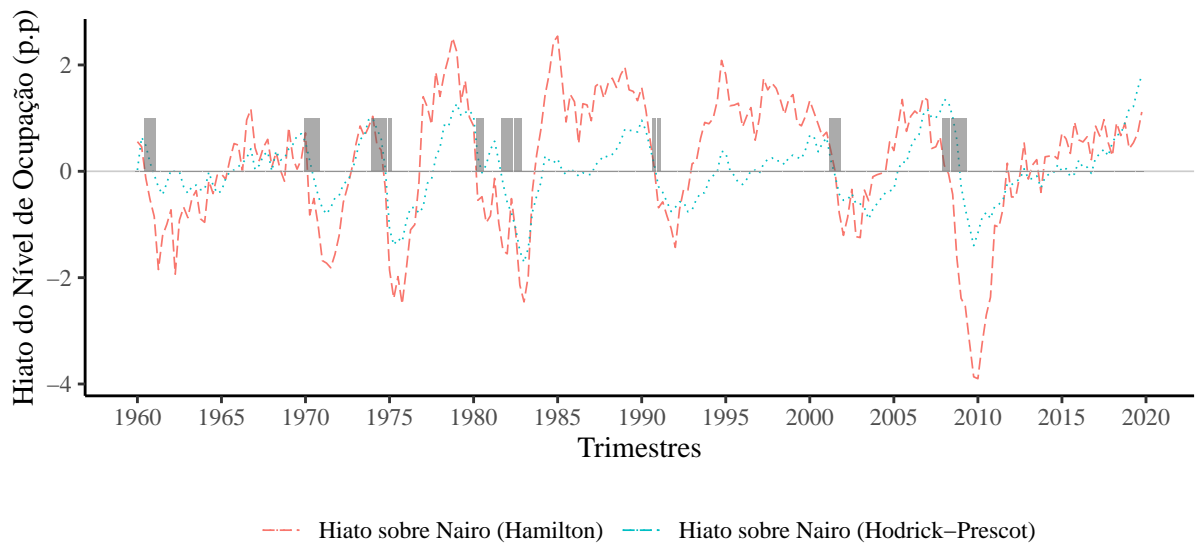 Hiato do Nível de Ocupação (p.p)
2
0
−2
−4
1960 1965 1970 1975 1980 1985 1990 1995 2000 2005 2010 2015 2020
Trimestres
Hiato sobre Nairo (Hamilton) Hiato sobre Nairo (Hodrick−Prescot)